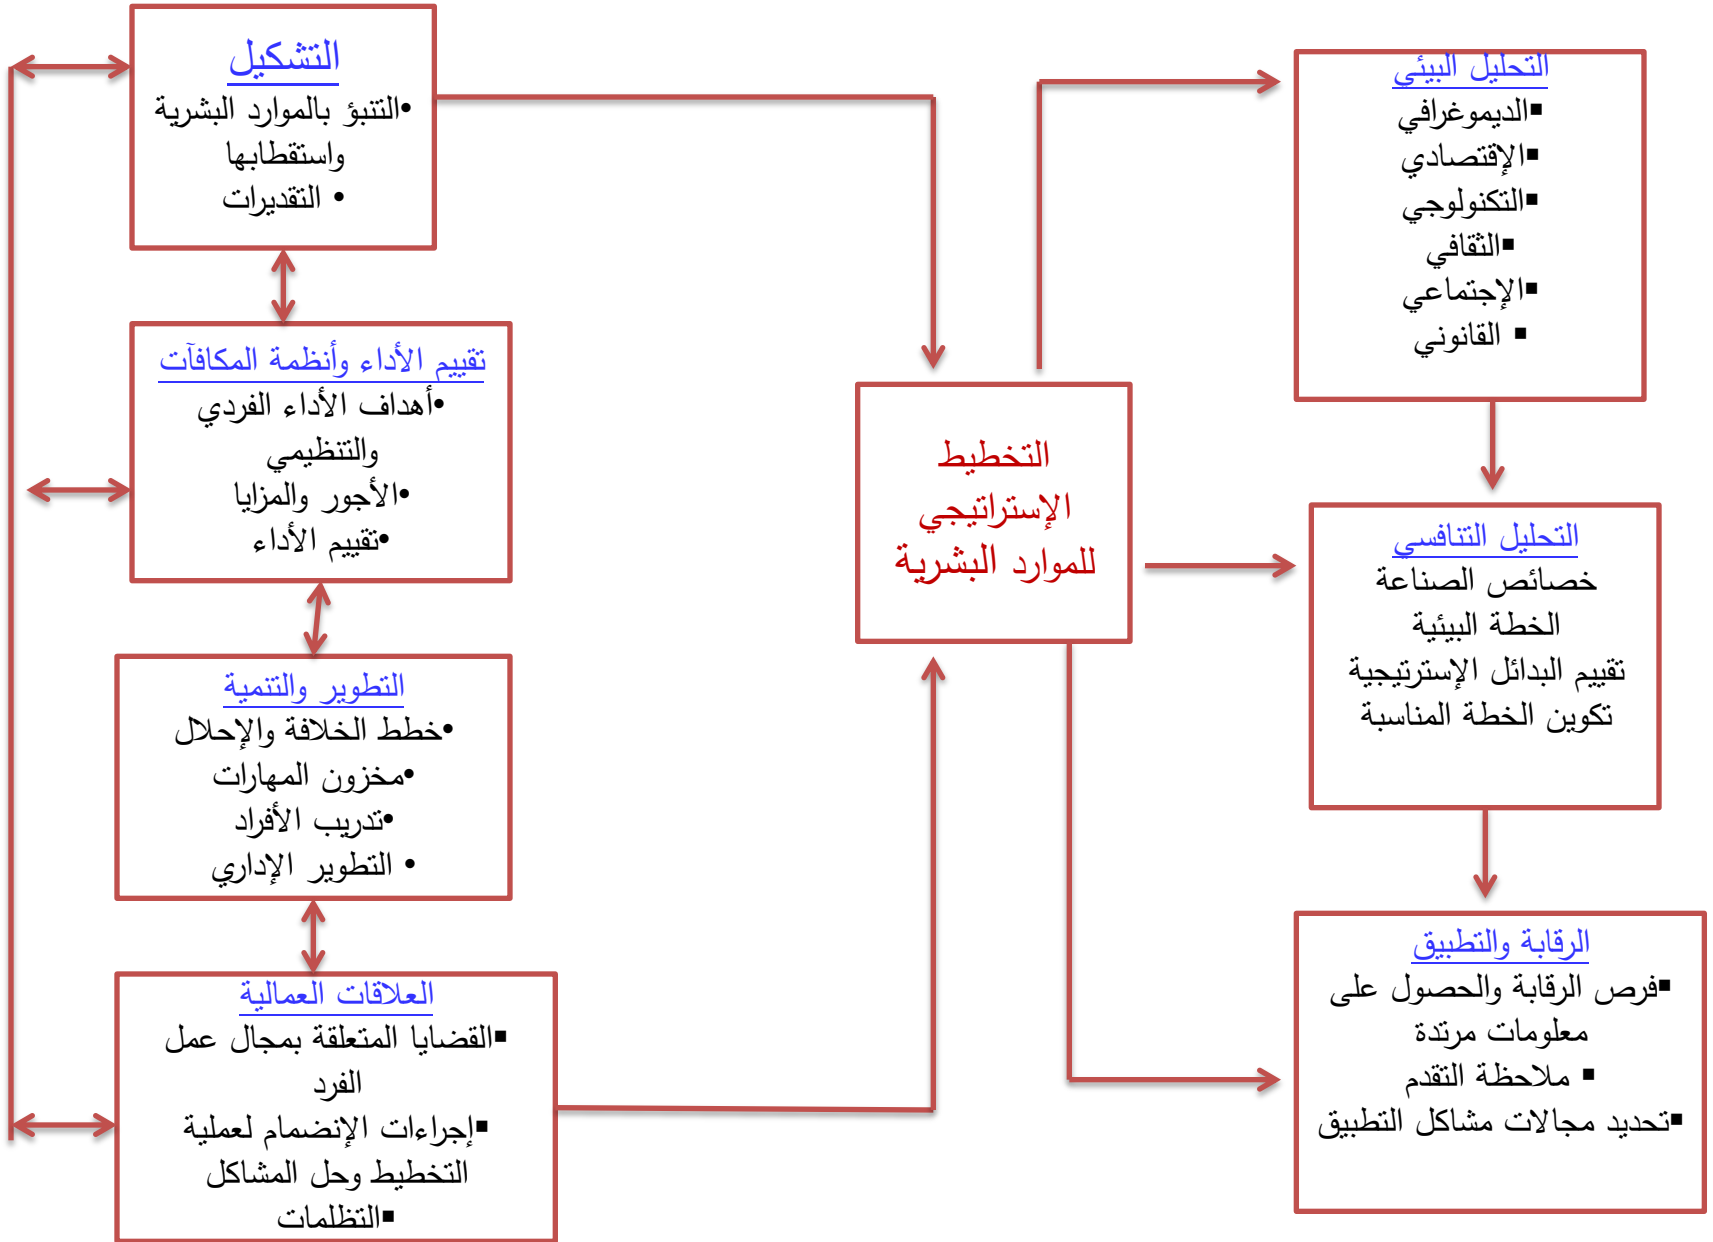 التحليل البيئي
▪الديموغرافي
▪الإقتصادي
▪التكنولوجي
▪الثقافي
▪الإجتماعي
▪ القانوني
التحليل التنافسي
خصائص الصناعة
الخطة البيئية
تقييم البدائل الإسترتيجية
تكوين الخطة المناسبة
الرقابة والتطبيق
▪فرص الرقابة والحصول على
معلومات مرتدة
▪ ملاحظة التقدم
▪تحديد مجالات مشاكل التطبيق
التخطيط
الإستراتيجي
للموارد البشرية
التشكيل
•التنبؤ بالموارد البشرية
واستقطابها
• التقديرات
تقييم الأداء وأنظمة المكافآت
•أهداف الأداء الفردي
والتنظيمي
•الأجور والمزايا
•تقييم الأداء
التطوير والتنمية
•خطط الخلافة والإحلال
•مخزون المهارات
•تدريب الأفراد
• التطوير الإداري
العلاقات العمالية
▪القضايا المتعلقة بمجال عمل
الفرد
▪إجراءات الإنضمام لعملية
التخطيط وحل المشاكل
▪التظلمات